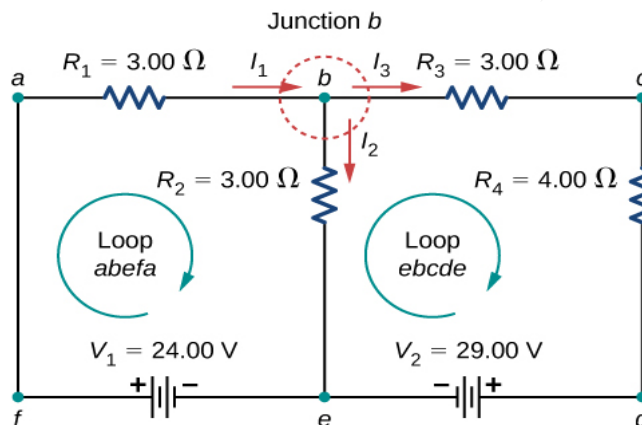 Junction b
R1 = 3.00 Ω
I1
I3
R3 = 3.00 Ω
a
b
I2
R2 = 3.00 Ω
R4 = 4.00 Ω
Loop
abefa
Loop
ebcde
V1 = 24.00 V
V2 = 29.00 V
+
−
−
+
f
e